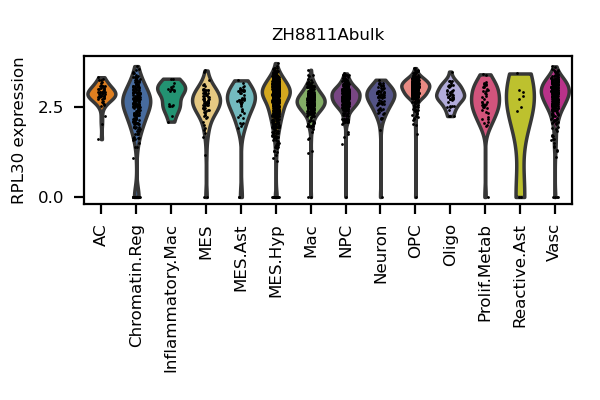 ZH8811Abulk
RPL30 expression
2.5
0.0
AC
Chromatin.Reg
Inflammatory.Mac
MES
MES.Ast
MES.Hyp
Mac
NPC
Neuron
OPC
Oligo
Prolif.Metab
Reactive.Ast
Vasc